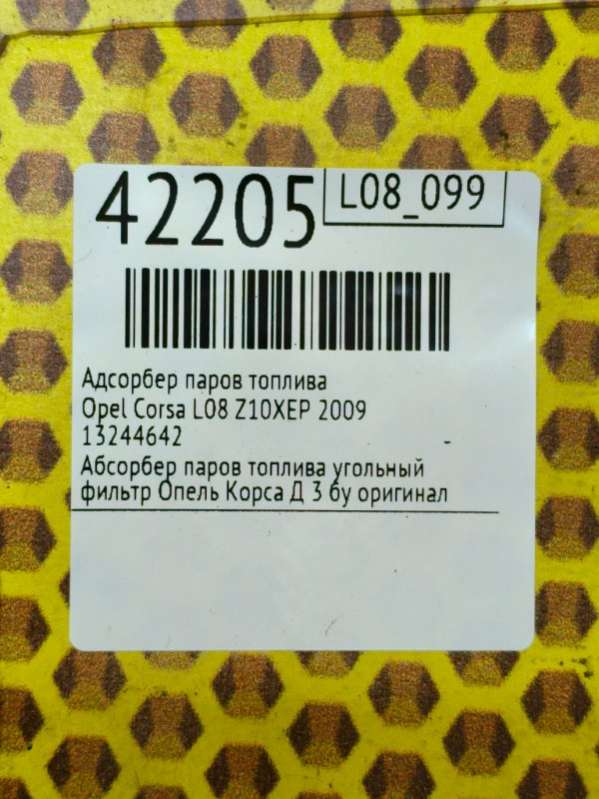 42205
L08_099
Адсорбер паров топлива
Opel Corsa L08 Z10XEP 2009
13244642 -
Абсорбер паров топлива угольный
фильтр Опель Корса Д 3 бу оригинал